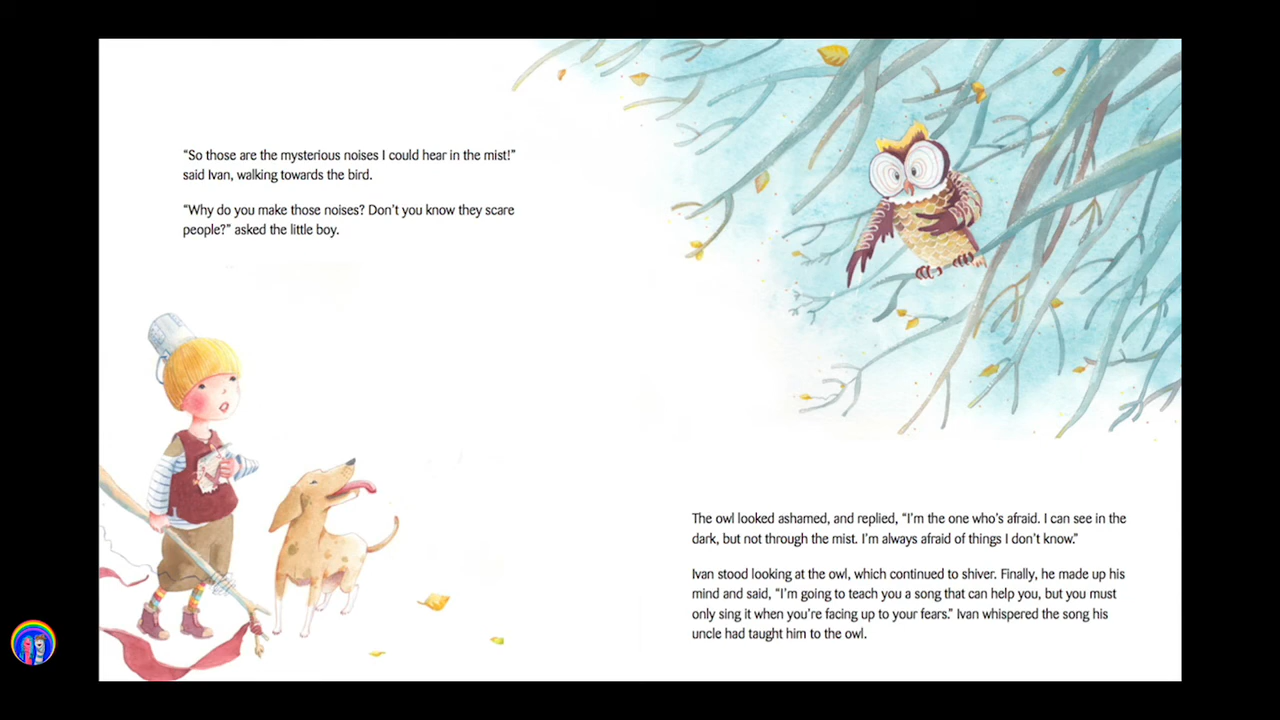 “So those are the mysterious noises I could hear in the mist!”
said Ivan, walking towards the bird.
“Why do you make those noises? Don’t you know they scare
people?” asked the little boy.
The owl looked ashamed, and replied, “I’m the one who’s afraid. I can see in the
dark, but not through the mist. I’m always afraid of things I don’t know.”
Ivan stood looking at the owl, which continued to shiver. Finally, he made up his
mind and said, “I’m going to teach you a song that can help you, but you must
only sing it when you’re facing up to your fears.” Ivan whispered the song his
uncle had taught him to the owl.